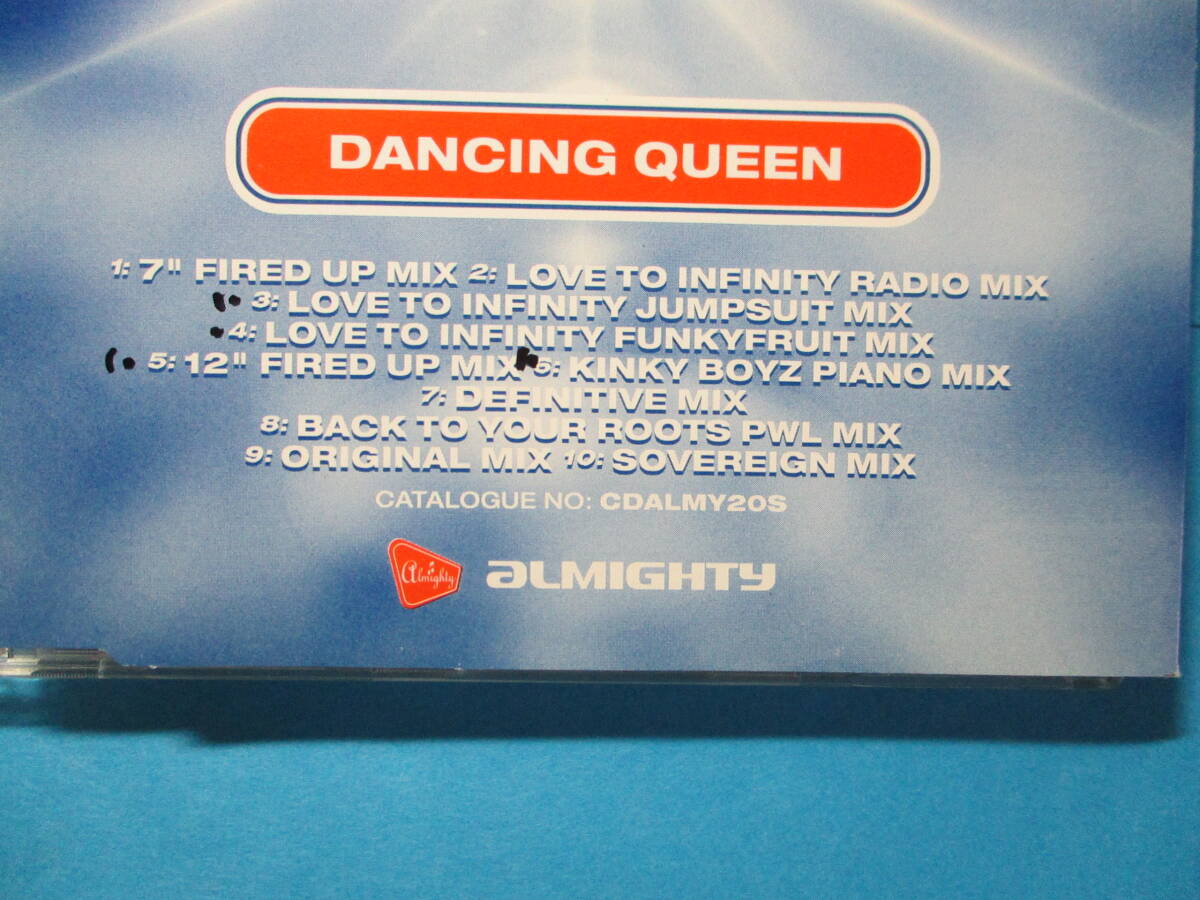 DANCING QUEEN
1: 7" FIRED UP MIX 2: LOVE TO INFINITY RADIO MIX
3: LOVE TO INFINITY JUMPSUIT MIX
4: LOVE TO INFINITY FUNKYFRUIT MIX
5: 12" FIRED UP MIX 6: KINKY BOYZ PIANO MIX
7: DEFINITIVE MIX
8: BACK TO YOUR ROOTS PWL MIX
9: ORIGINAL MIX 10: SOVEREIGN MIX
CATALOGUE NO: CDALMY20S
almighty
ALMIGHTY